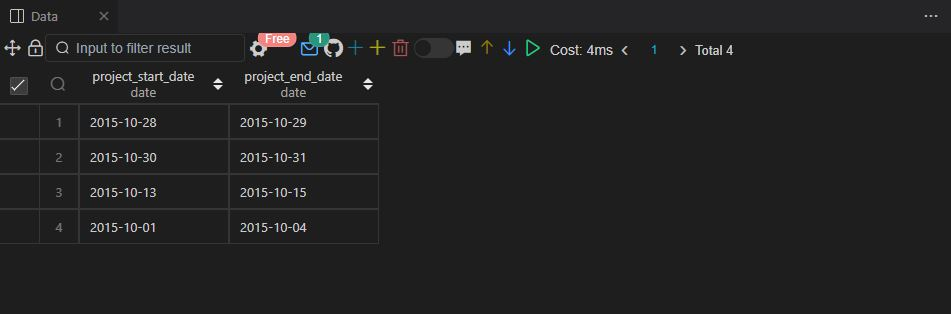 Data
Free
1
Input to filter result
Cost: 4ms
1
Total 4
project_start_date project_end_date
date date
1 2015-10-28 2015-10-29
2 2015-10-30 2015-10-31
3 2015-10-13 2015-10-15
4 2015-10-01 2015-10-04